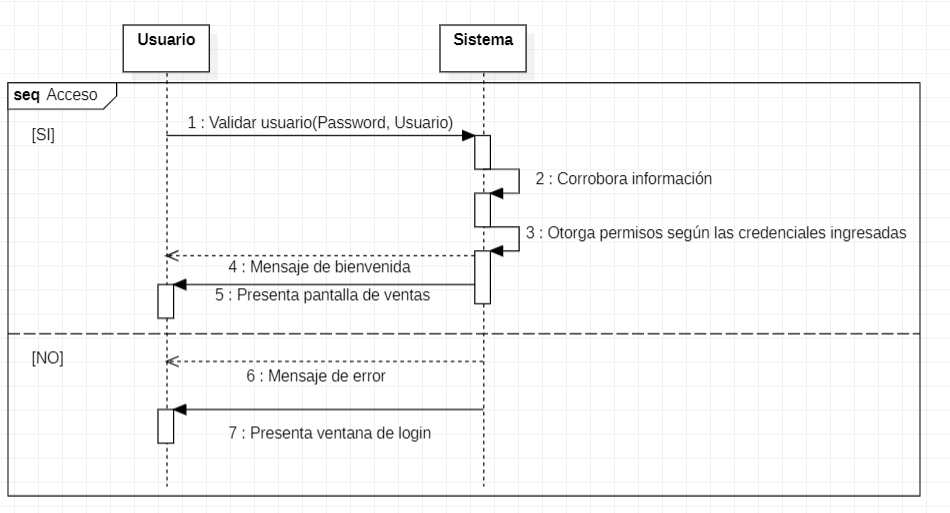 Usuario
Sistema
seq Acceso
[SI]
1 : Validar usuario(Password, Usuario)
2 : Corrobora información
3 : Otorga permisos según las credenciales ingresadas
4 : Mensaje de bienvenida
5 : Presenta pantalla de ventas
[NO]
6 : Mensaje de error
7 : Presenta ventana de login